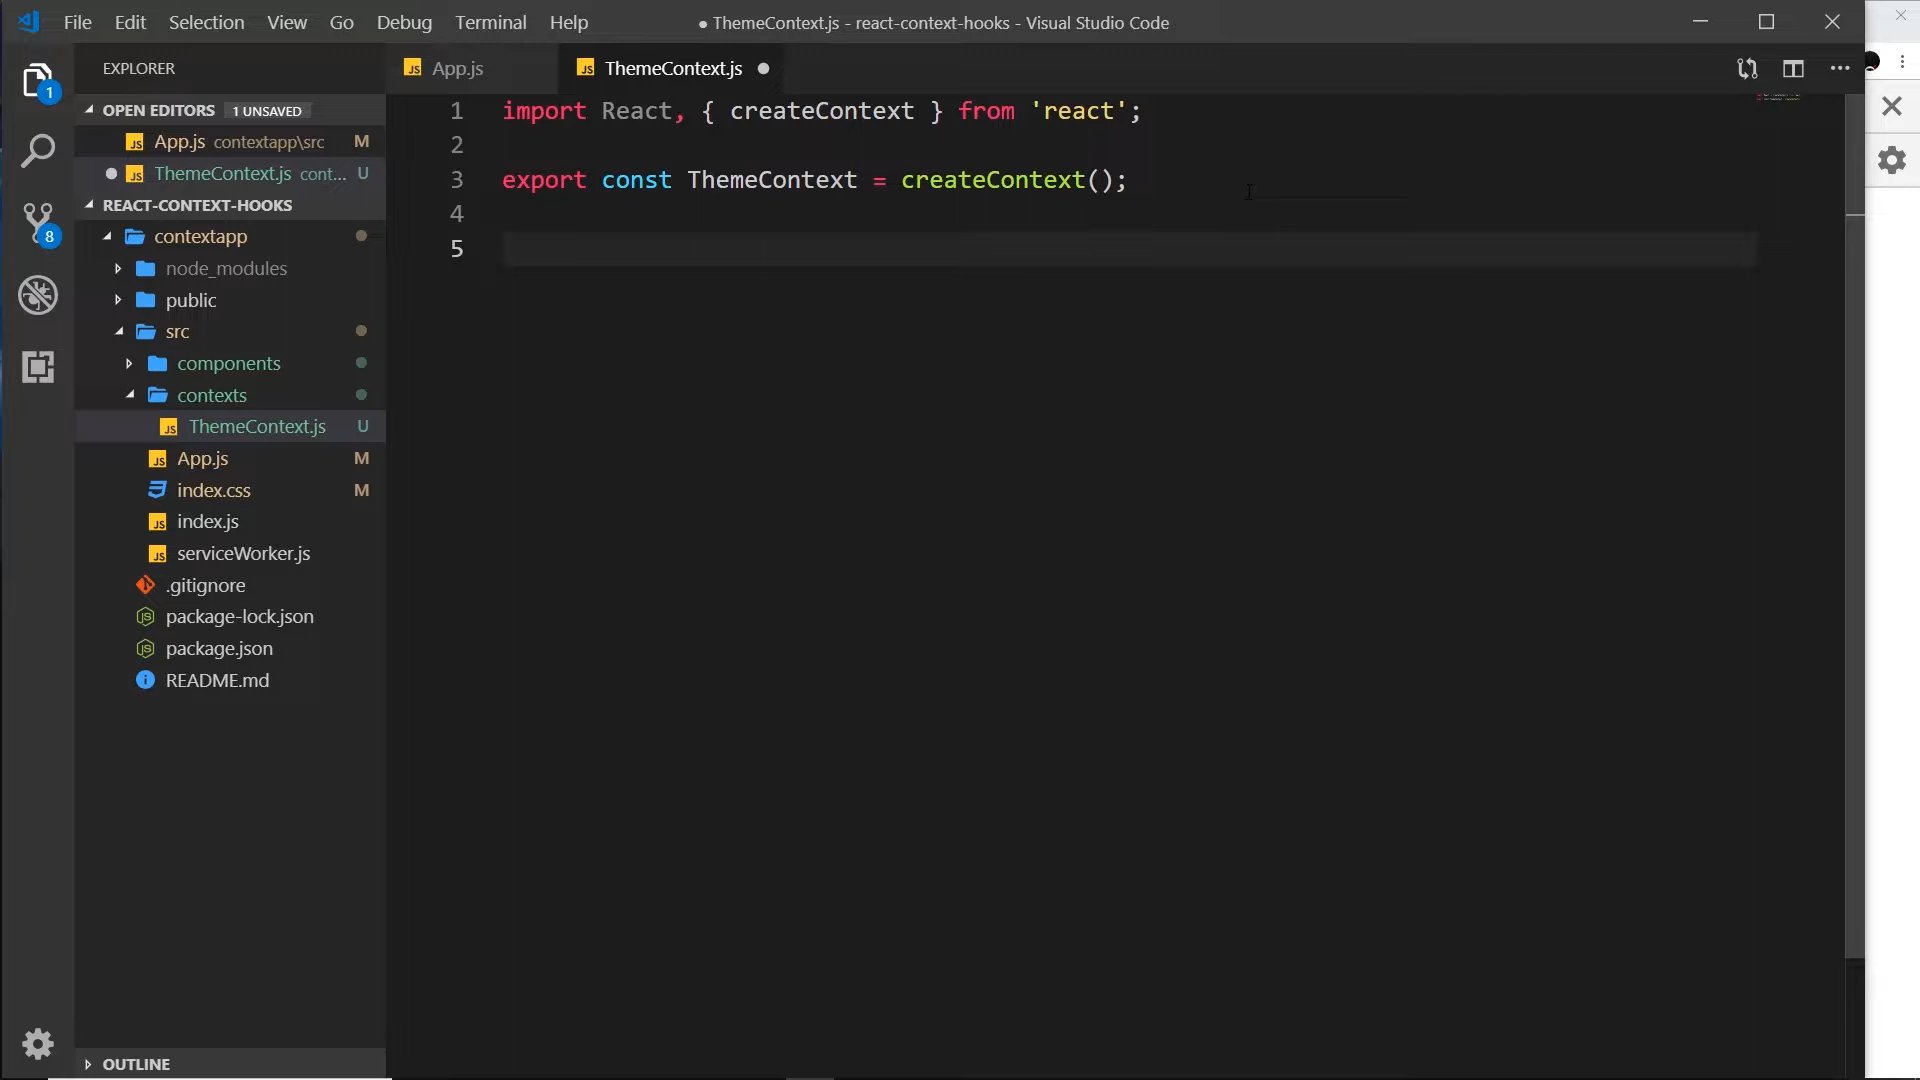 File Edit Selection View Go Debug Terminal Help
● ThemeContext.js - react-context-hooks - Visual Studio Code
EXPLORER
OPEN EDITORS 1 UNSAVED
App.js contextapp\src M
ThemeContext.js cont... U
REACT-CONTEXT-HOOKS
contextapp
node_modules
public
src
components
contexts
ThemeContext.js U
App.js M
index.css M
index.js
serviceWorker.js
.gitignore
package-lock.json
package.json
README.md
OUTLINE
1
8
App.js
ThemeContext.js
1 import React, { createContext } from 'react';
2
3 export const ThemeContext = createContext();
4
5